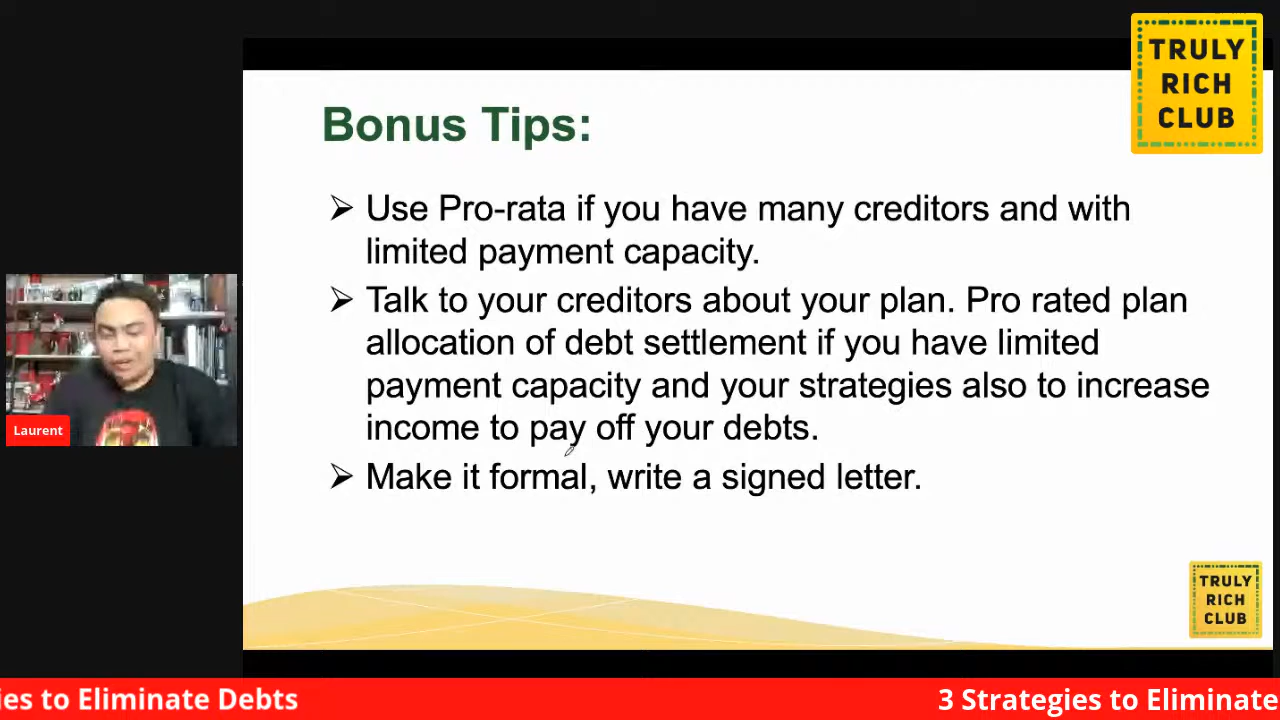 TRULY
RICH
CLUB
Bonus Tips:
Use Pro-rata if you have many creditors and with
limited payment capacity.
Talk to your creditors about your plan. Pro rated plan
allocation of debt settlement if you have limited
payment capacity and your strategies also to increase
income to pay off your debts.
Make it formal, write a signed letter.
Laurent
TRULY
RICH
CLUB
ies to Eliminate Debts
3 Strategies to Eliminate